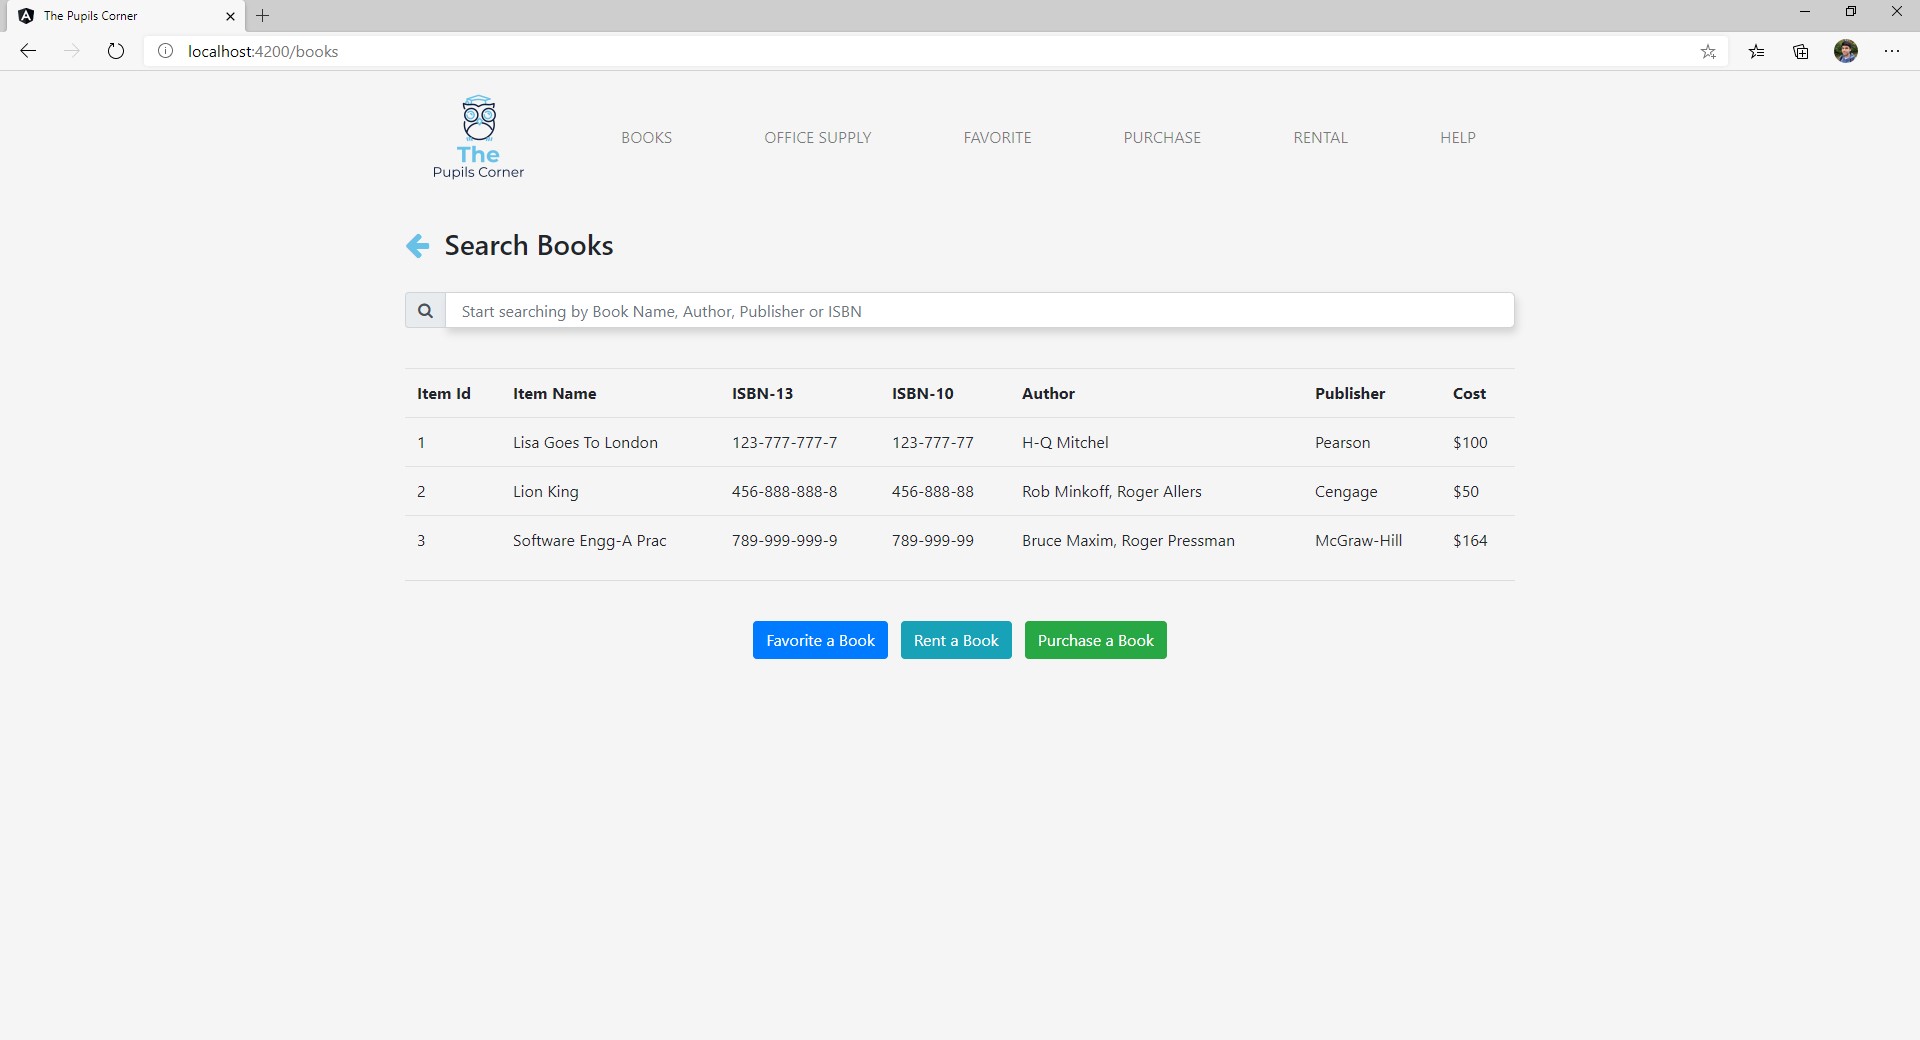 The Pupils Corner
localhost:4200/books
The
Pupils Corner
BOOKS OFFICE SUPPLY FAVORITE PURCHASE RENTAL HELP
Search Books
Start searching by Book Name, Author, Publisher or ISBN
Item Id Item Name ISBN-13 ISBN-10 Author Publisher Cost
1 Lisa Goes To London 123-777-777-7 123-777-77 H-Q Mitchel Pearson $100
2 Lion King 456-888-888-8 456-888-88 Rob Minkoff, Roger Allers Cengage $50
3 Software Engg-A Prac 789-999-999-9 789-999-99 Bruce Maxim, Roger Pressman McGraw-Hill $164
Favorite a Book Rent a Book Purchase a Book